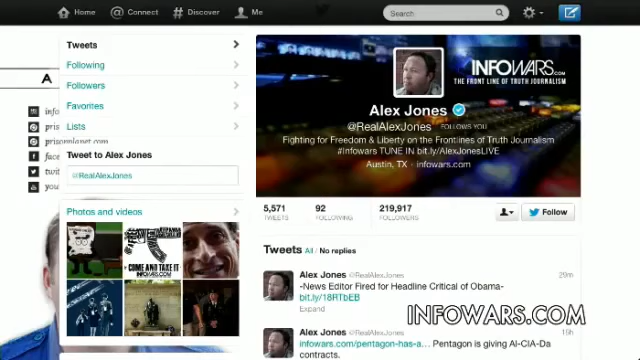 Home
Connect
Discover
Me
Search
Tweets
Following
Followers
Favorites
Lists
Tweet to Alex Jones
@RealAlexJones
Photos and videos
COME AND TAKE IT
A
INFOWARS.COM
THE FRONT LINE OF TRUTH JOURNALISM
Alex Jones
@RealAlexJones FOLLOWS YOU
Fighting for Freedom & Liberty on the Frontlines of Truth Journalism
#Infowars TUNE IN bit.ly/AlexJonesLIVE
Austin, TX - infowars.com
5,571 92 219,917
TWEETS FOLLOWING FOLLOWERS
Follow
Tweets All / No replies
Alex Jones @RealAlexJones 29m
-News Editor Fired for Headline Critical of Obama-
bit.ly/18RTbEB
Expand
INFOWARS.COM
Alex Jones @RealAlexJones 16h
infowars.com/pentagon-has-a... Pentagon is giving Al-CIA-Da
contracts.